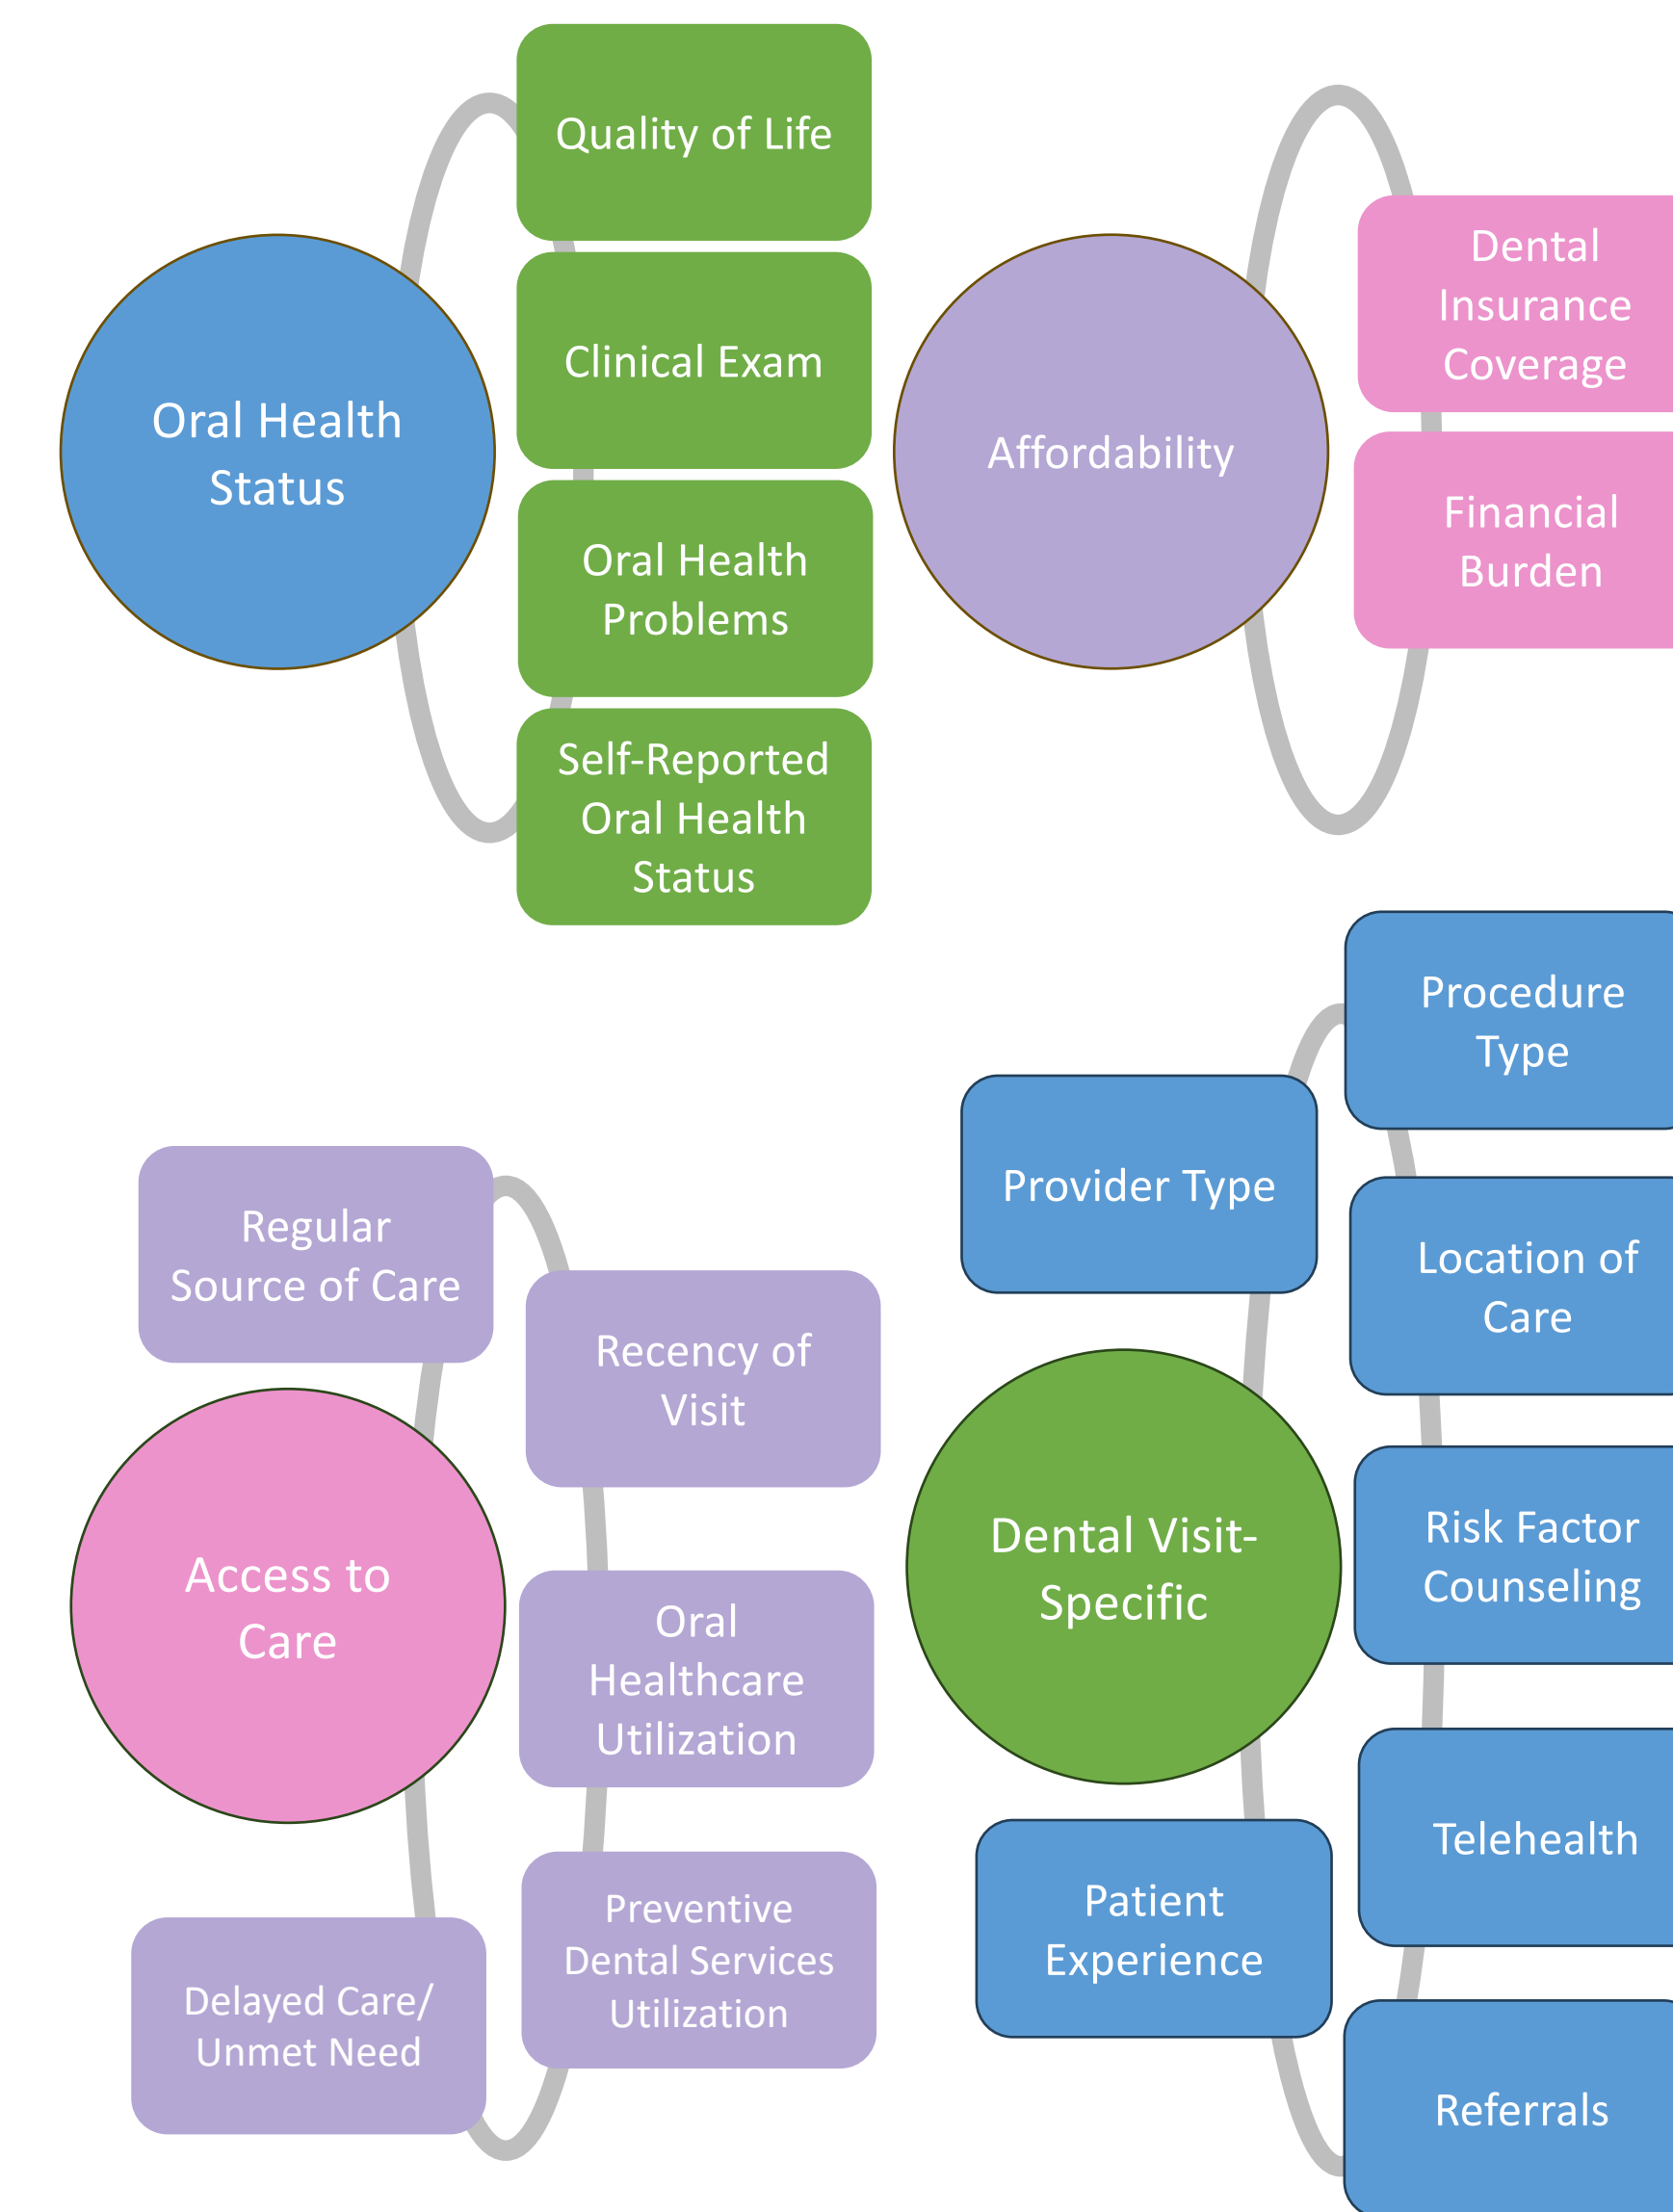 Oral Health
Status
Quality of Life
Clinical Exam
Oral Health
Problems
Self-Reported
Oral Health
Status
Affordability
Dental
Insurance
Coverage
Financial
Burden
Access to
Care
Regular
Source of Care
Recency of
Visit
Oral
Healthcare
Utilization
Preventive
Dental Services
Utilization
Delayed Care/
Unmet Need
Dental Visit-
Specific
Provider Type
Procedure
Type
Location of
Care
Risk Factor
Counseling
Telehealth
Referrals
Patient
Experience